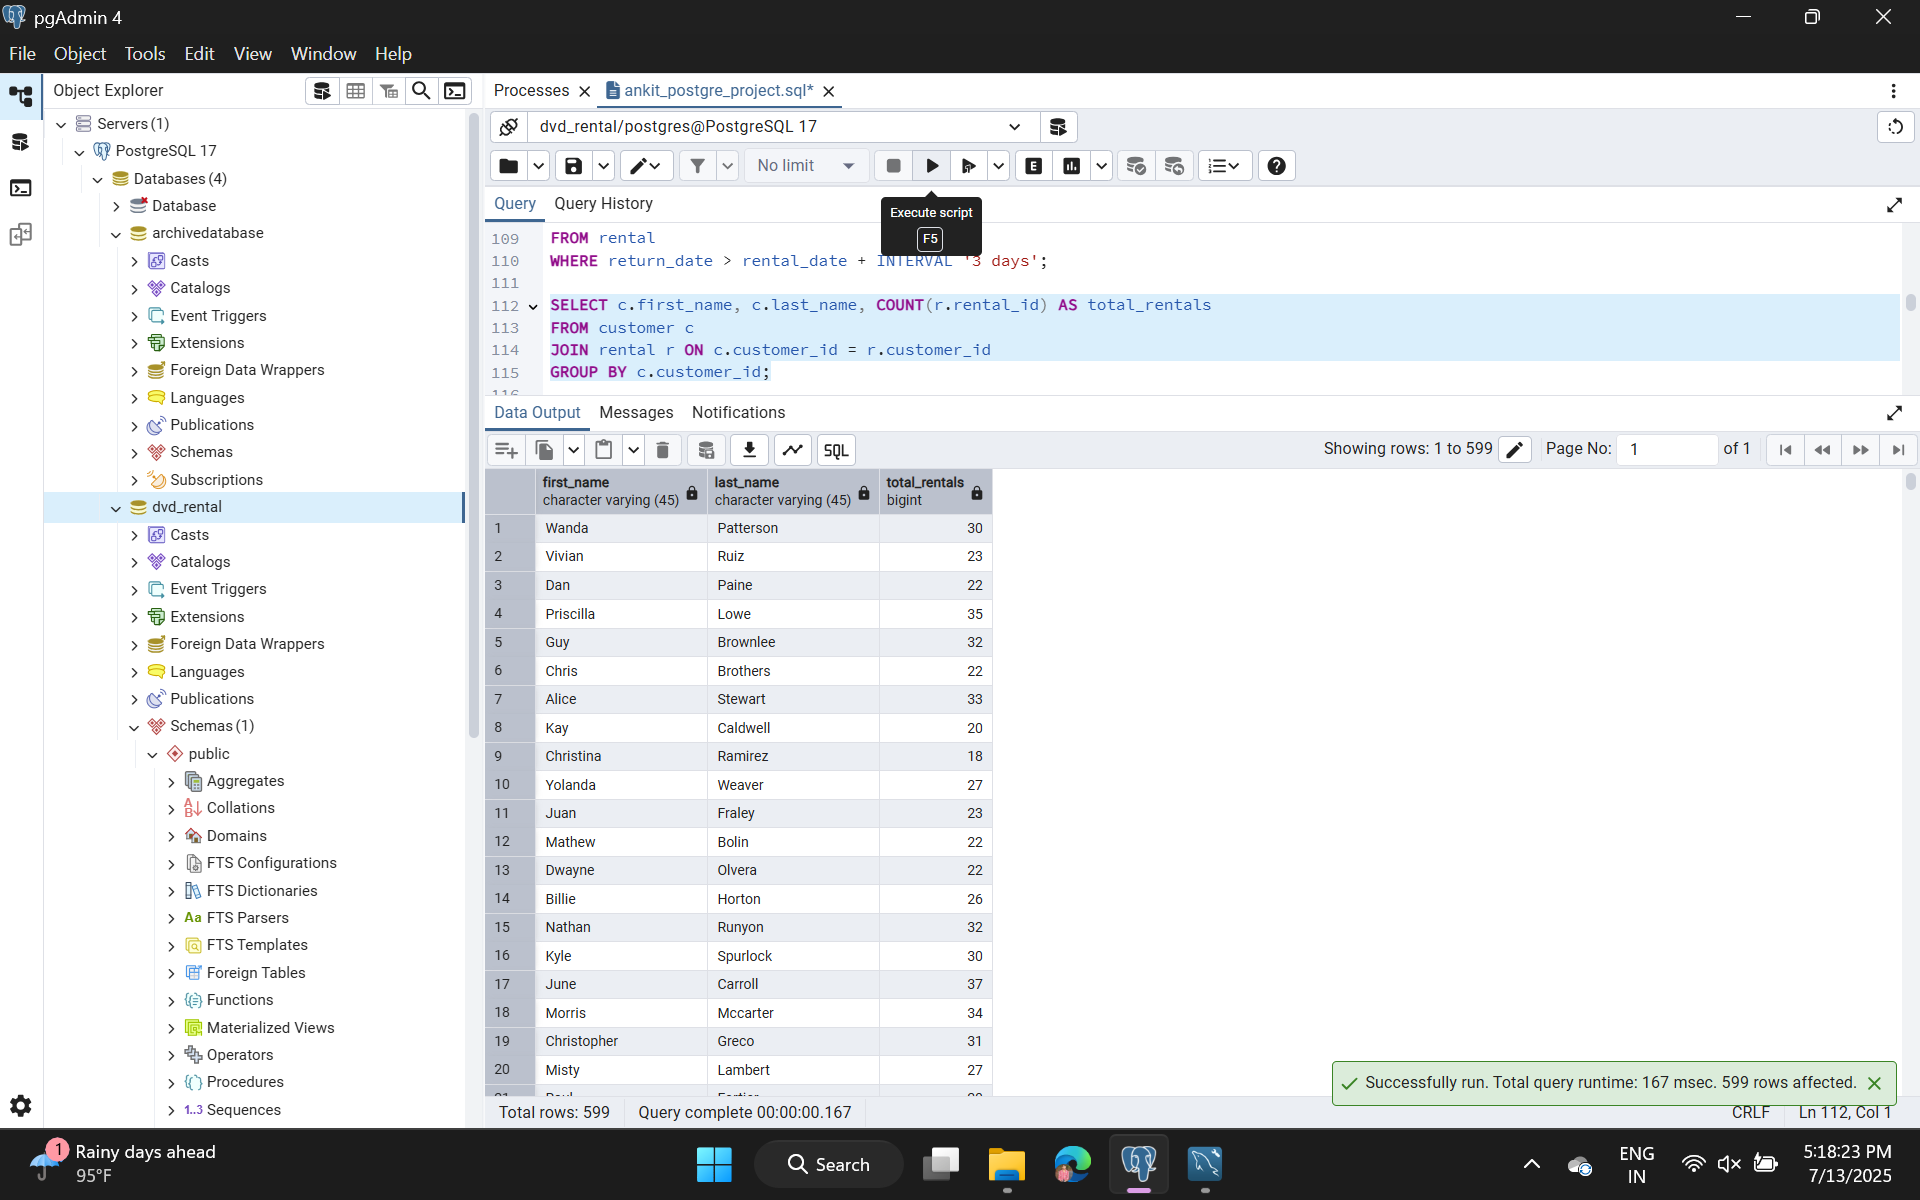 pgAdmin 4
File Object Tools Edit View Window Help
Object Explorer
Processes
ankit_postgre_project.sql*
dvd_rental/postgres@PostgreSQL 17
No limit
E
Execute script
F5
Query Query History
Servers (1)
PostgreSQL 17
Databases (4)
Database
archivedatabase
Casts
Catalogs
Event Triggers
Extensions
Foreign Data Wrappers
Languages
Publications
Schemas
Subscriptions
dvd_rental
Casts
Catalogs
Event Triggers
Extensions
Foreign Data Wrappers
Languages
Publications
Schemas (1)
public
Aggregates
Collations
Domains
FTS Configurations
FTS Dictionaries
Aa FTS Parsers
FTS Templates
Foreign Tables
Functions
Materialized Views
Operators
Procedures
1..3 Sequences
109 FROM rental
110 WHERE return_date > rental_date + INTERVAL '3 days';
111
112 SELECT c.first_name, c.last_name, COUNT(r.rental_id) AS total_rentals
113 FROM customer c
114 JOIN rental r ON c.customer_id = r.customer_id
115 GROUP BY c.customer_id;
116
Data Output Messages Notifications
SQL
Showing rows: 1 to 599
Page No: 1 of 1
first_name character varying (45)
last_name character varying (45)
total_rentals bigint
1 Wanda Patterson 30
2 Vivian Ruiz 23
3 Dan Paine 22
4 Priscilla Lowe 35
5 Guy Brownlee 32
6 Chris Brothers 22
7 Alice Stewart 33
8 Kay Caldwell 20
9 Christina Ramirez 18
10 Yolanda Weaver 27
11 Juan Fraley 23
12 Mathew Bolin 22
13 Dwayne Olvera 22
14 Billie Horton 26
15 Nathan Runyon 32
16 Kyle Spurlock 30
17 June Carroll 37
18 Morris Mccarter 34
19 Christopher Greco 31
20 Misty Lambert 27
Successfully run. Total query runtime: 167 msec. 599 rows affected.
Total rows: 599
Query complete 00:00:00.167
CRLF
Ln 112, Col 1
1
Rainy days ahead
95°F
Search
ENG
IN
5:18:23 PM
7/13/2025